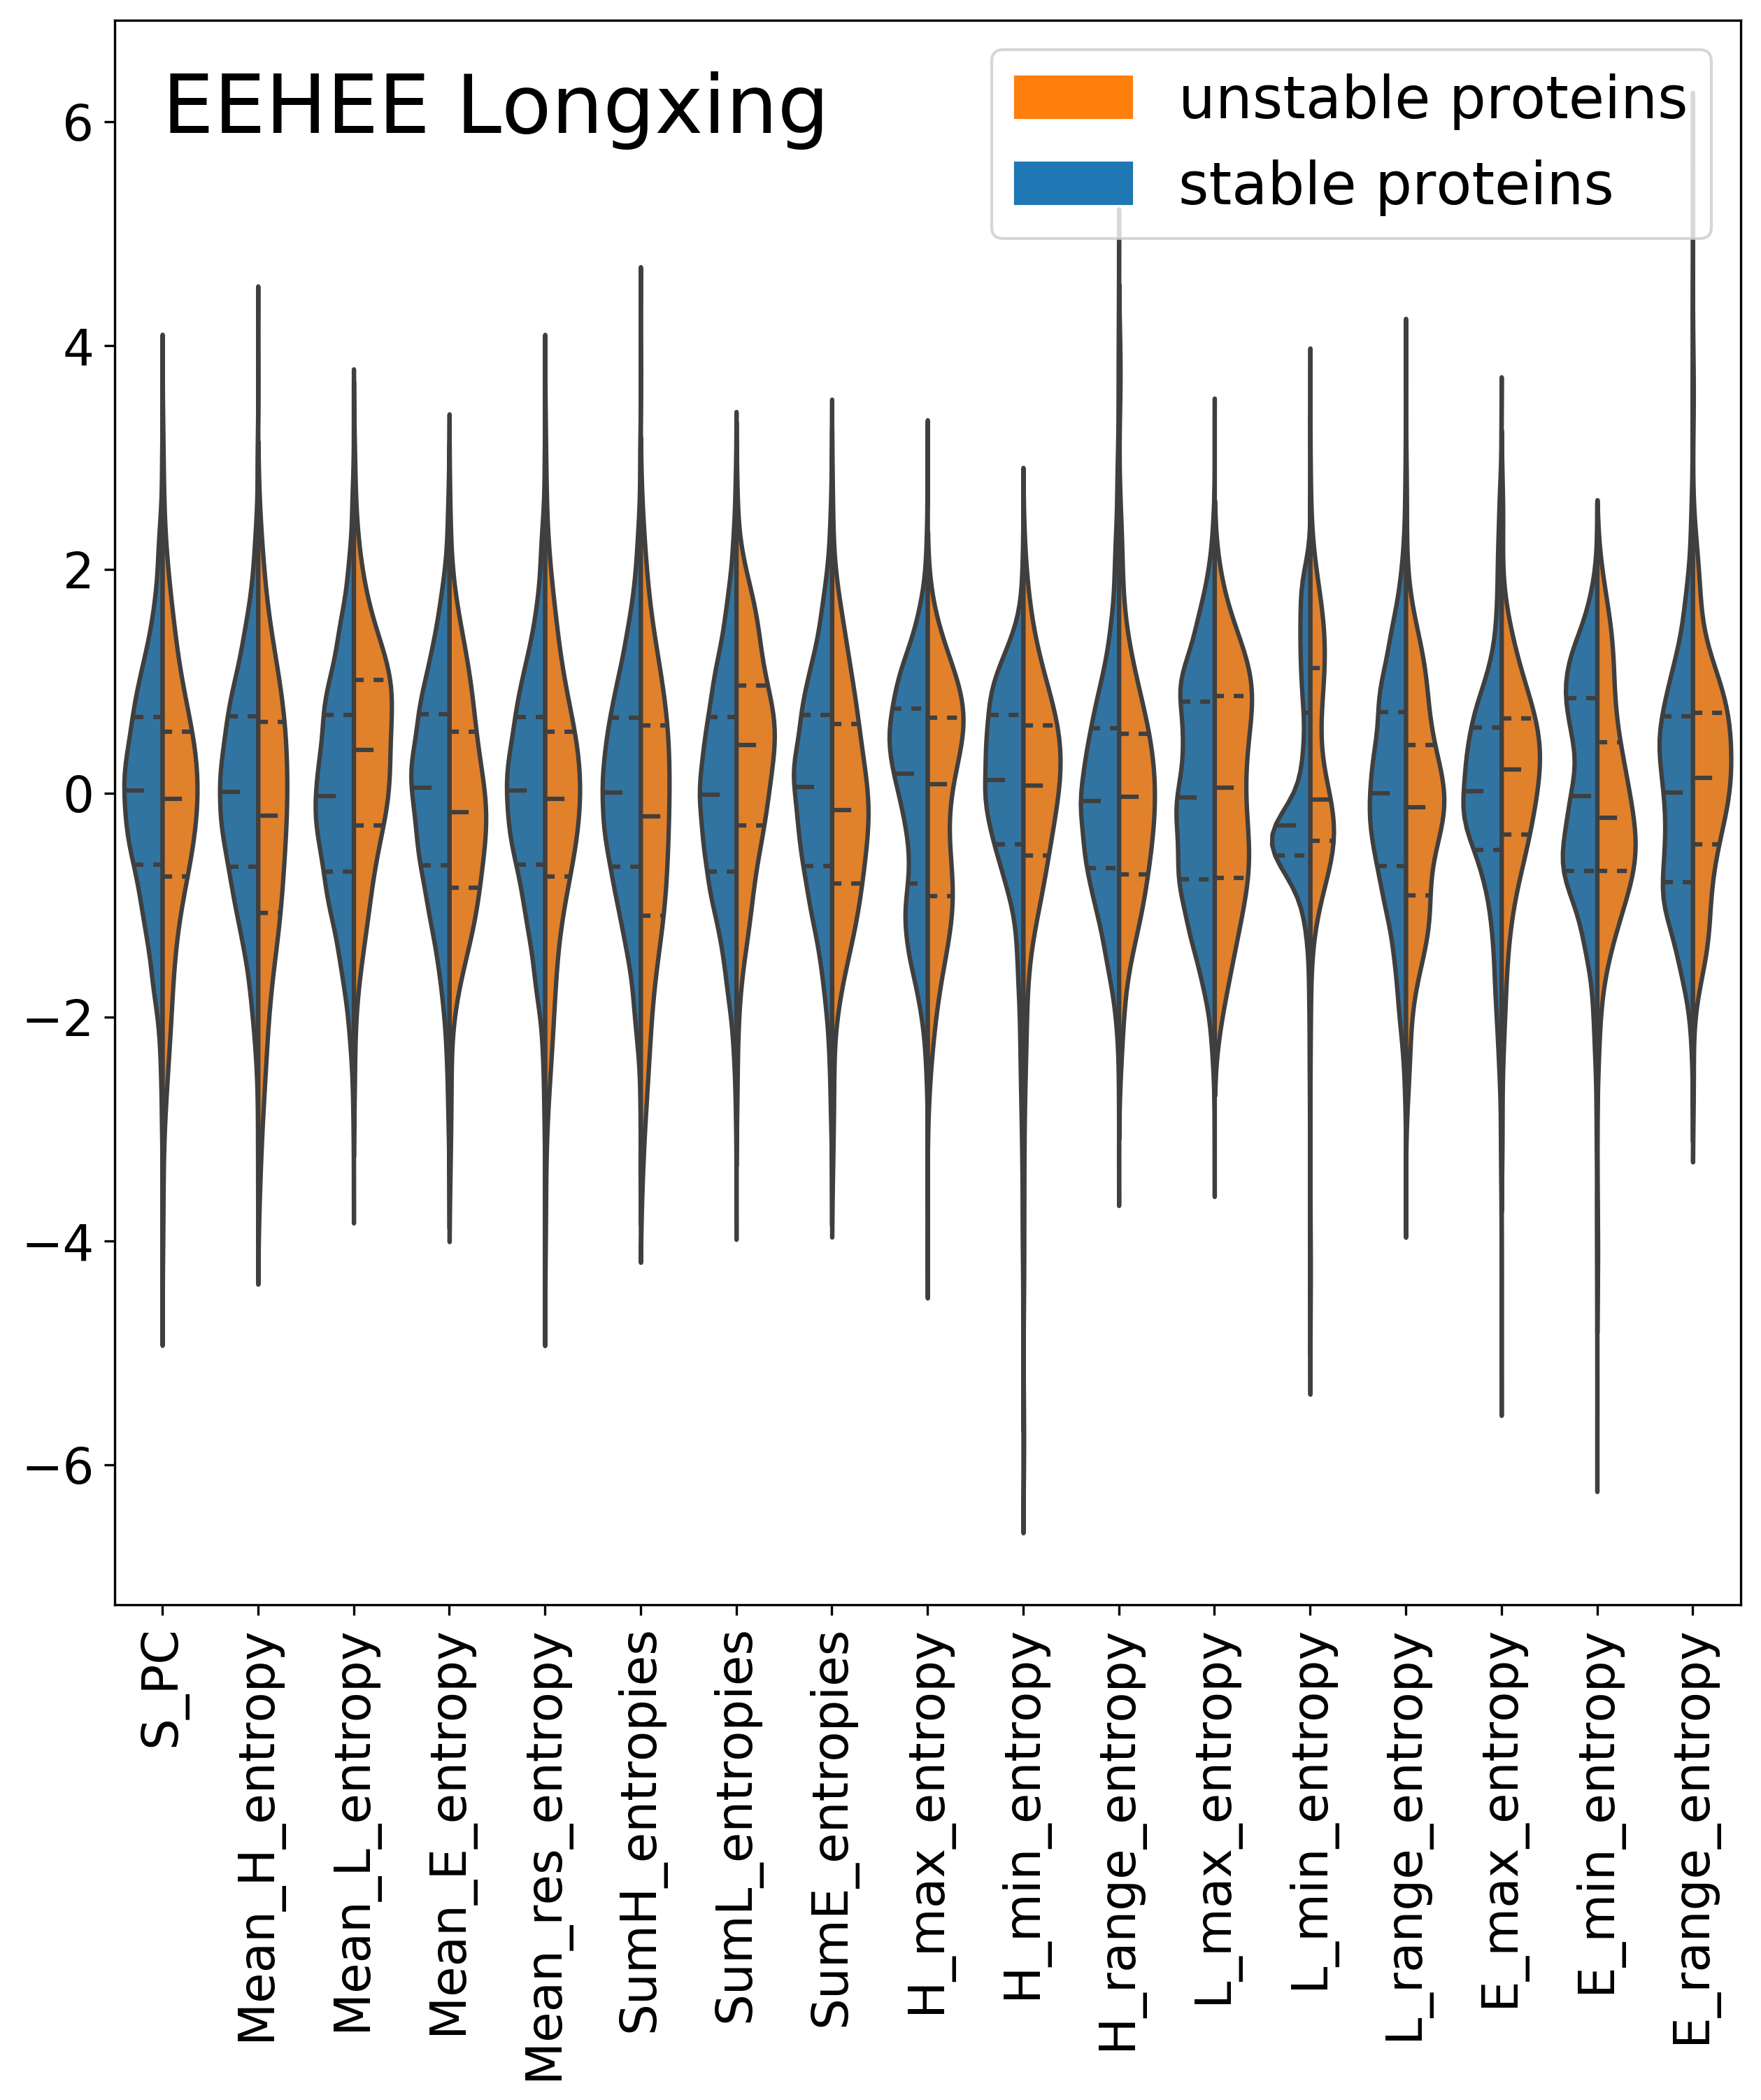 EEHEE Longxing
unstable proteins
stable proteins
6
4
2
0
−2
−4
−6
S_PC
Mean_H_entropy
Mean_L_entropy
Mean_E_entropy
Mean_res_entropy
SumH_entropies
SumL_entropies
SumE_entropies
H_max_entropy
H_min_entropy
H_range_entropy
L_max_entropy
L_min_entropy
L_range_entropy
E_max_entropy
E_min_entropy
E_range_entropy